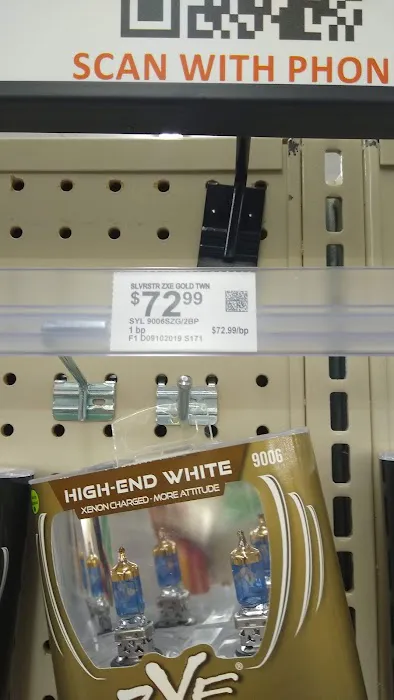 SCAN WITH PHON
SLVRSTR ZXE GOLD TWN
$72.99
SYL 9006SZG/2BP
1 bp
$72.99/bp
F1 D09102019 S171
HIGH-END WHITE
9006
XENON CHARGED • MORE ATTITUDE
ZXE®